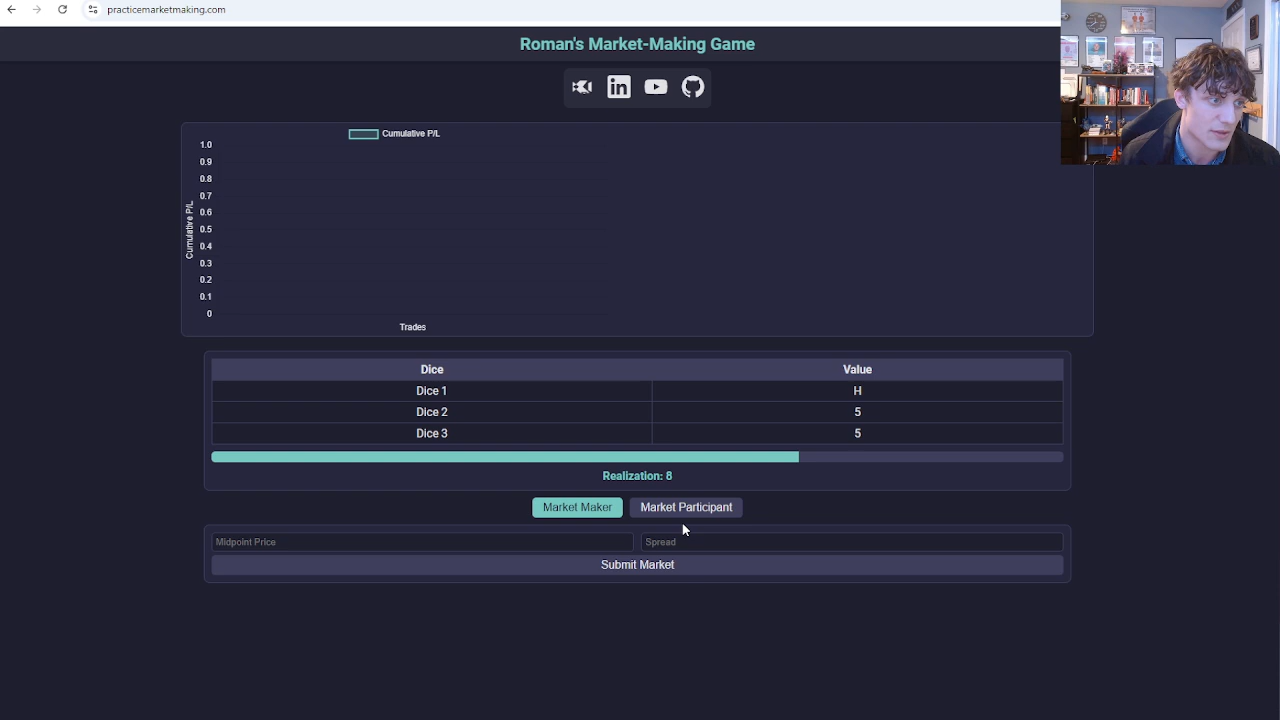 practicemarketmaking.com
Roman's Market-Making Game
Cumulative P/L
1.0
0.9
0.8
0.7
0.6
0.5
0.4
0.3
0.2
0.1
0
Cumulative P/L
Trades
Dice Value
Dice 1 H
Dice 2 5
Dice 3 5
Realization: 8
Market Maker Market Participant
Midpoint Price Spread
Submit Market